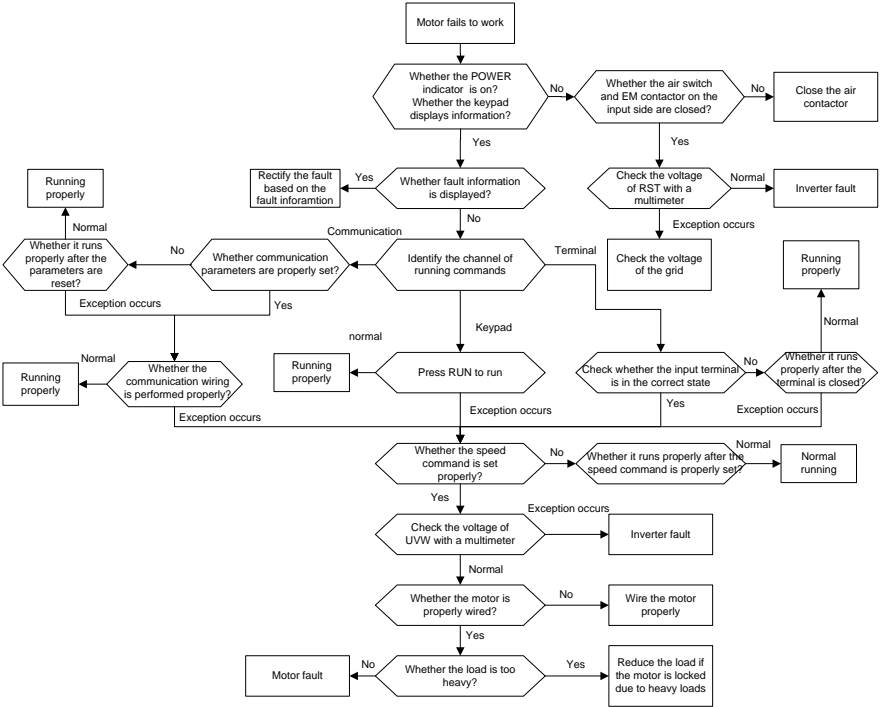 Motor fails to work
Whether the POWER
indicator is on?
Whether the keypad
displays information?
No
Whether the air switch
and EM contactor on the
input side are closed?
No
Close the air
contactor
Yes
Yes
Rectify the fault
based on the
fault inforamtion
Yes
Whether fault information
is displayed?
Check the voltage
of RST with a
multimeter
Normal
Inverter fault
Running
properly
Normal
No
Exception occurs
Check the voltage
of the grid
Communication
Whether it runs
properly after the
parameters are
reset?
No
Whether communication
parameters are properly set?
Identify the channel of
running commands
Terminal
Running
properly
Exception occurs
Yes
Keypad
Normal
normal
Running
properly
Normal
Whether the
communication wiring
is performed properly?
Running
properly
Press RUN to run
Check whether the input terminal
is in the correct state
No
Whether it runs
properly after the
terminal is closed?
Exception occurs
Exception occurs
Yes
Exception occurs
Whether the speed
command is set
properly?
No
Whether it runs properly after the
speed command is properly set?
Normal
Normal
running
Yes
Check the voltage of
UVW with a multimeter
Exception occurs
Inverter fault
Normal
Whether the motor is
properly wired?
No
Wire the motor
properly
Yes
Motor fault
No
Whether the load is too
heavy?
Yes
Reduce the load if
the motor is locked
due to heavy loads